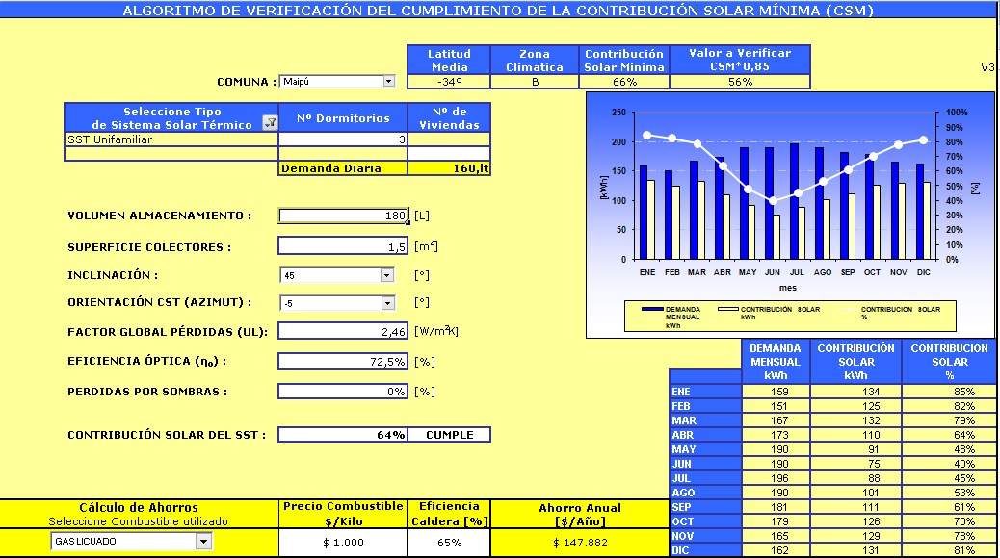 ALGORITMO DE VERIFICACIÓN DEL CUMPLIMIENTO DE LA CONTRIBUCIÓN SOLAR MÍNIMA (CSM)
Latitud Media Zona Climatica Contribución Solar Mínima Valor a Verificar CSM*0,85
COMUNA : Maipú -34º B 66% 56%
V3
Seleccione Tipo de Sistema Solar Térmico Nº Dormitorios Nº de Viviendas
SST Unifamiliar 3
Demanda Diaria 160,lt
VOLUMEN ALMACENAMIENTO : 180 [L]
SUPERFICIE COLECTORES : 1,5 [m²]
INCLINACIÓN : 45 [°]
ORIENTACIÓN CST (AZIMUT) : -5 [°]
FACTOR GLOBAL PÉRDIDAS (UL): 2,46 [W/m²K]
EFICIENCIA ÓPTICA (ηo) : 72,5% [%]
PERDIDAS POR SOMBRAS : 0% [%]
CONTRIBUCIÓN SOLAR DEL SST : 64% CUMPLE
250 100%
90%
200 80%
70%
150 60%
50%
100 40%
30%
50 20%
10%
0 0%
[kWh]
[%]
ENE FEB MAR ABR MAY JUN JUL AGO SEP OCT NOV DIC
mes
DEMANDA MENSUAL kWh CONTRIBUCIÓN SOLAR kWh CONTRIBUCION SOLAR %
DEMANDA MENSUAL kWh CONTRIBUCIÓN SOLAR kWh CONTRIBUCION SOLAR %
ENE 159 134 85%
FEB 151 125 82%
MAR 167 132 79%
ABR 173 110 64%
MAY 190 91 48%
JUN 190 75 40%
JUL 196 88 45%
AGO 190 101 53%
SEP 181 111 61%
OCT 179 126 70%
NOV 165 129 78%
DIC 162 131 81%
Cálculo de Ahorros Precio Combustible Eficiencia Ahorro Anual
Seleccione Combustible utilizado $/Kilo Caldera [%] [$/Año]
GAS LICUADO $ 1.000 65% $ 147.882